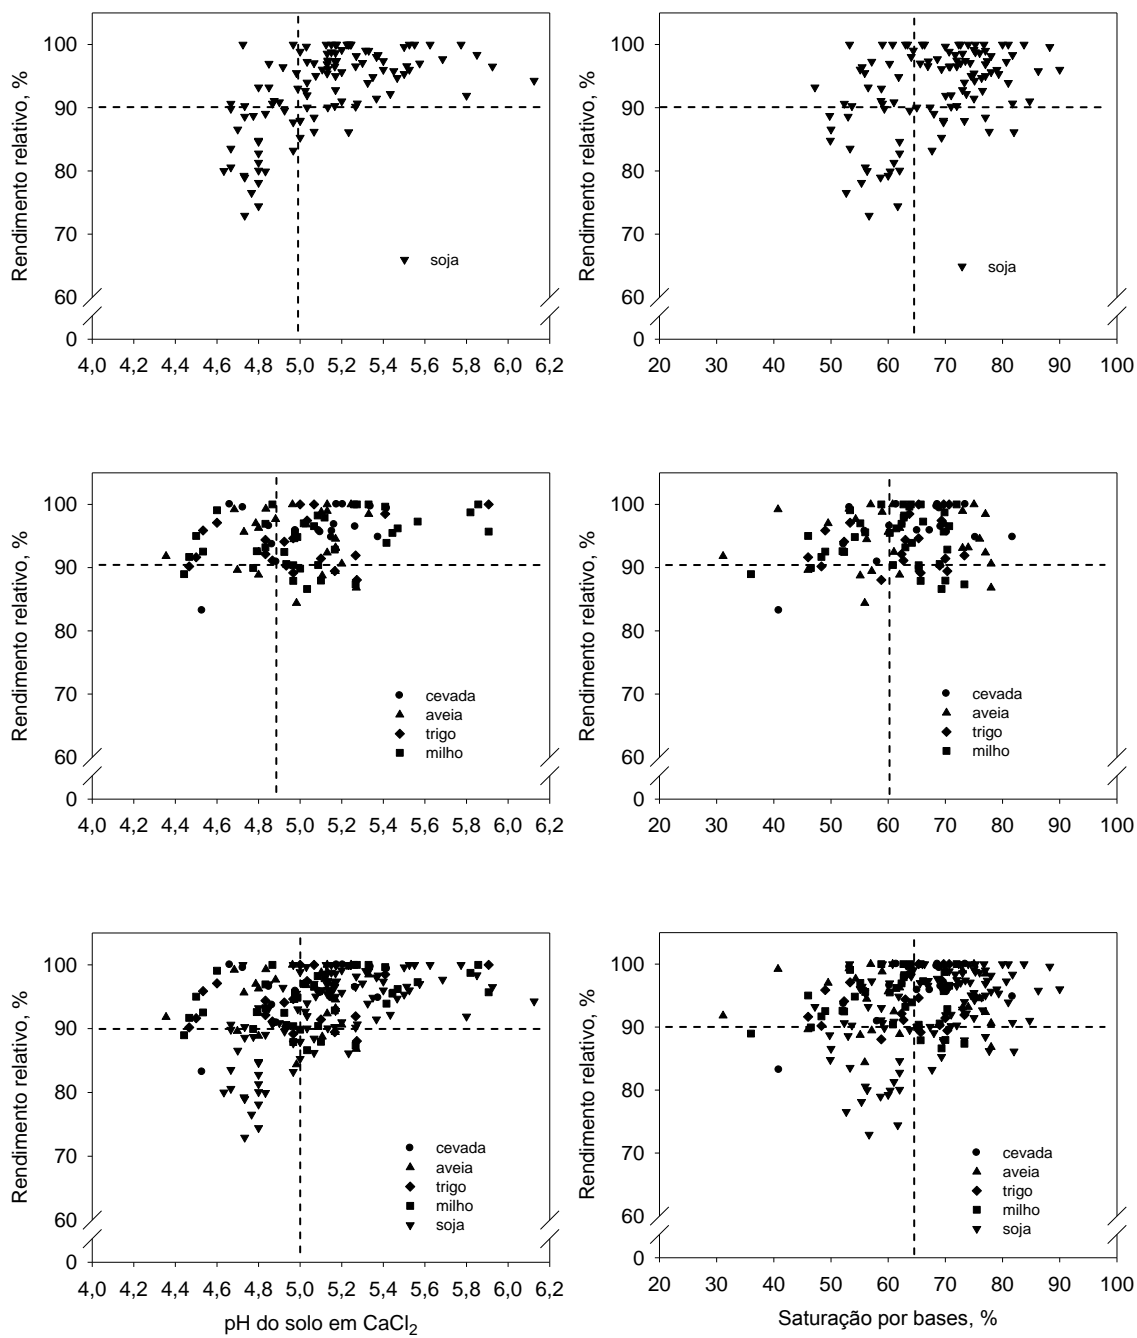 Rendimento relativo, %
100
90
80
70
60
0
soja
4,0 4,2 4,4 4,6 4,8 5,0 5,2 5,4 5,6 5,8 6,0 6,2
Rendimento relativo, %
100
90
80
70
60
0
soja
20 30 40 50 60 70 80 90 100
Rendimento relativo, %
100
90
80
70
60
0
cevada
aveia
trigo
milho
4,0 4,2 4,4 4,6 4,8 5,0 5,2 5,4 5,6 5,8 6,0 6,2
Rendimento relativo, %
100
90
80
70
60
0
cevada
aveia
trigo
milho
20 30 40 50 60 70 80 90 100
Rendimento relativo, %
100
90
80
70
60
0
cevada
aveia
trigo
milho
soja
4,0 4,2 4,4 4,6 4,8 5,0 5,2 5,4 5,6 5,8 6,0 6,2
pH do solo em CaCl₂
Rendimento relativo, %
100
90
80
70
60
0
cevada
aveia
trigo
milho
soja
20 30 40 50 60 70 80 90 100
Saturação por bases, %